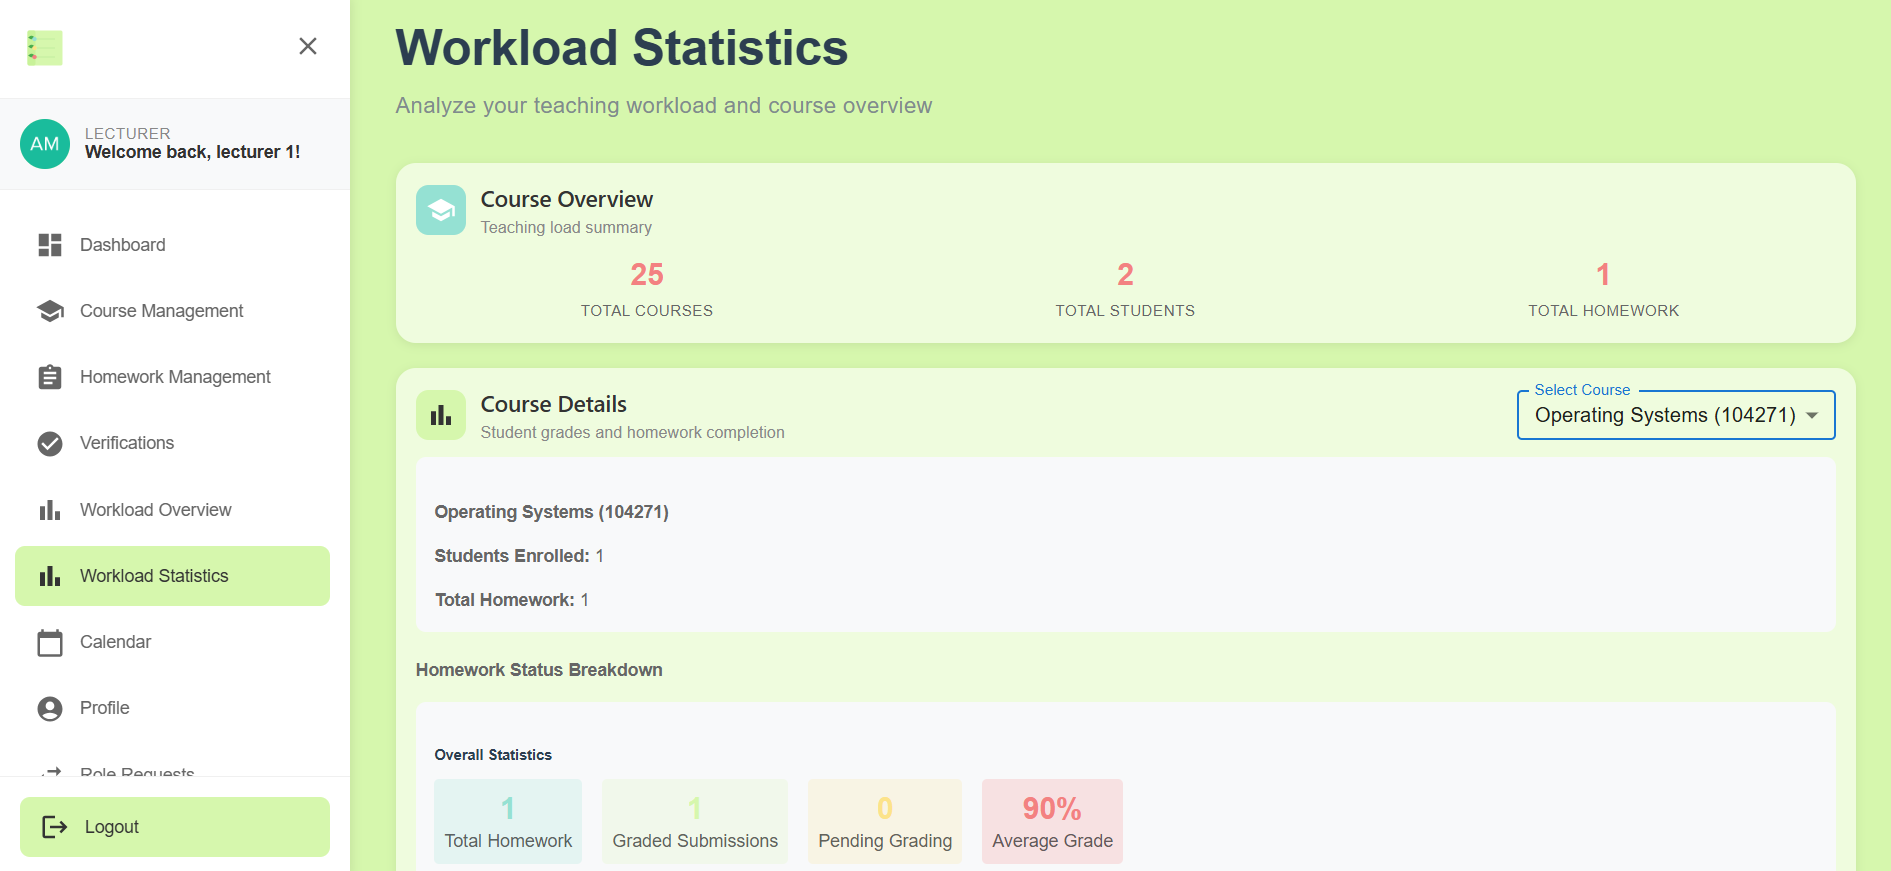 AM
LECTURER
Welcome back, lecturer 1!
Dashboard
Course Management
Homework Management
Verifications
Workload Overview
Workload Statistics
Calendar
Profile
Role Requests
Logout
Workload Statistics
Analyze your teaching workload and course overview
Course Overview
Teaching load summary
25
TOTAL COURSES
2
TOTAL STUDENTS
1
TOTAL HOMEWORK
Course Details
Student grades and homework completion
Select Course
Operating Systems (104271)
Operating Systems (104271)
Students Enrolled: 1
Total Homework: 1
Homework Status Breakdown
Overall Statistics
1
Total Homework
1
Graded Submissions
0
Pending Grading
90%
Average Grade